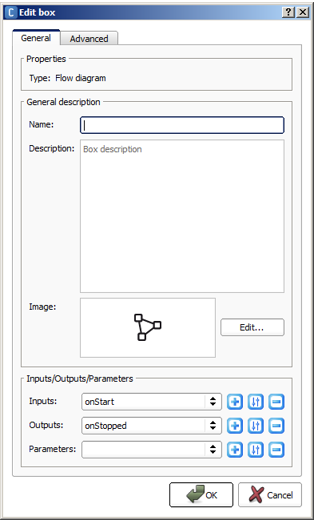 C Edit box
General Advanced
Properties
Type: Flow diagram
General description
Name:
Description: Box description
Image:
Edit...
Inputs/Outputs/Parameters
Inputs: onStart
Outputs: onStopped
Parameters:
OK Cancel